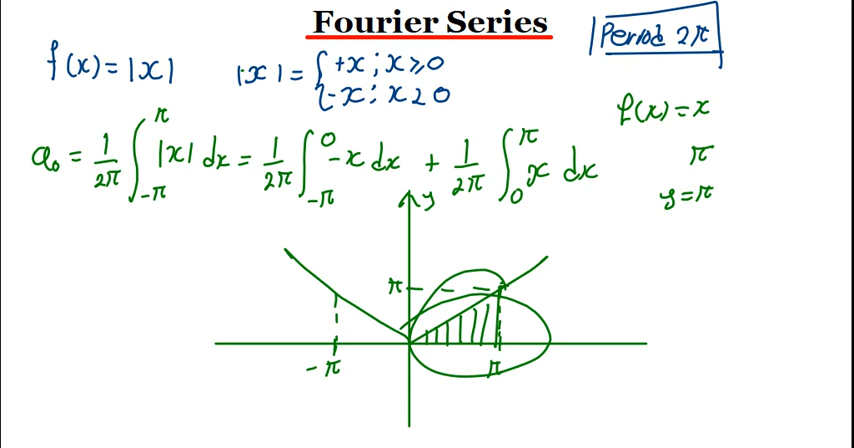 Fourier Series
Period 2π
f(x) = |x|
|x| = { +x ; x ≥ 0
-x ; x < 0
f(x) = x
a₀ = 1/2π ∫_{-π}^{π} |x| dx = 1/2π ∫_{-π}^{0} -x dx + 1/2π ∫_{0}^{π} x dx
π
y = π
y
π
-π
π